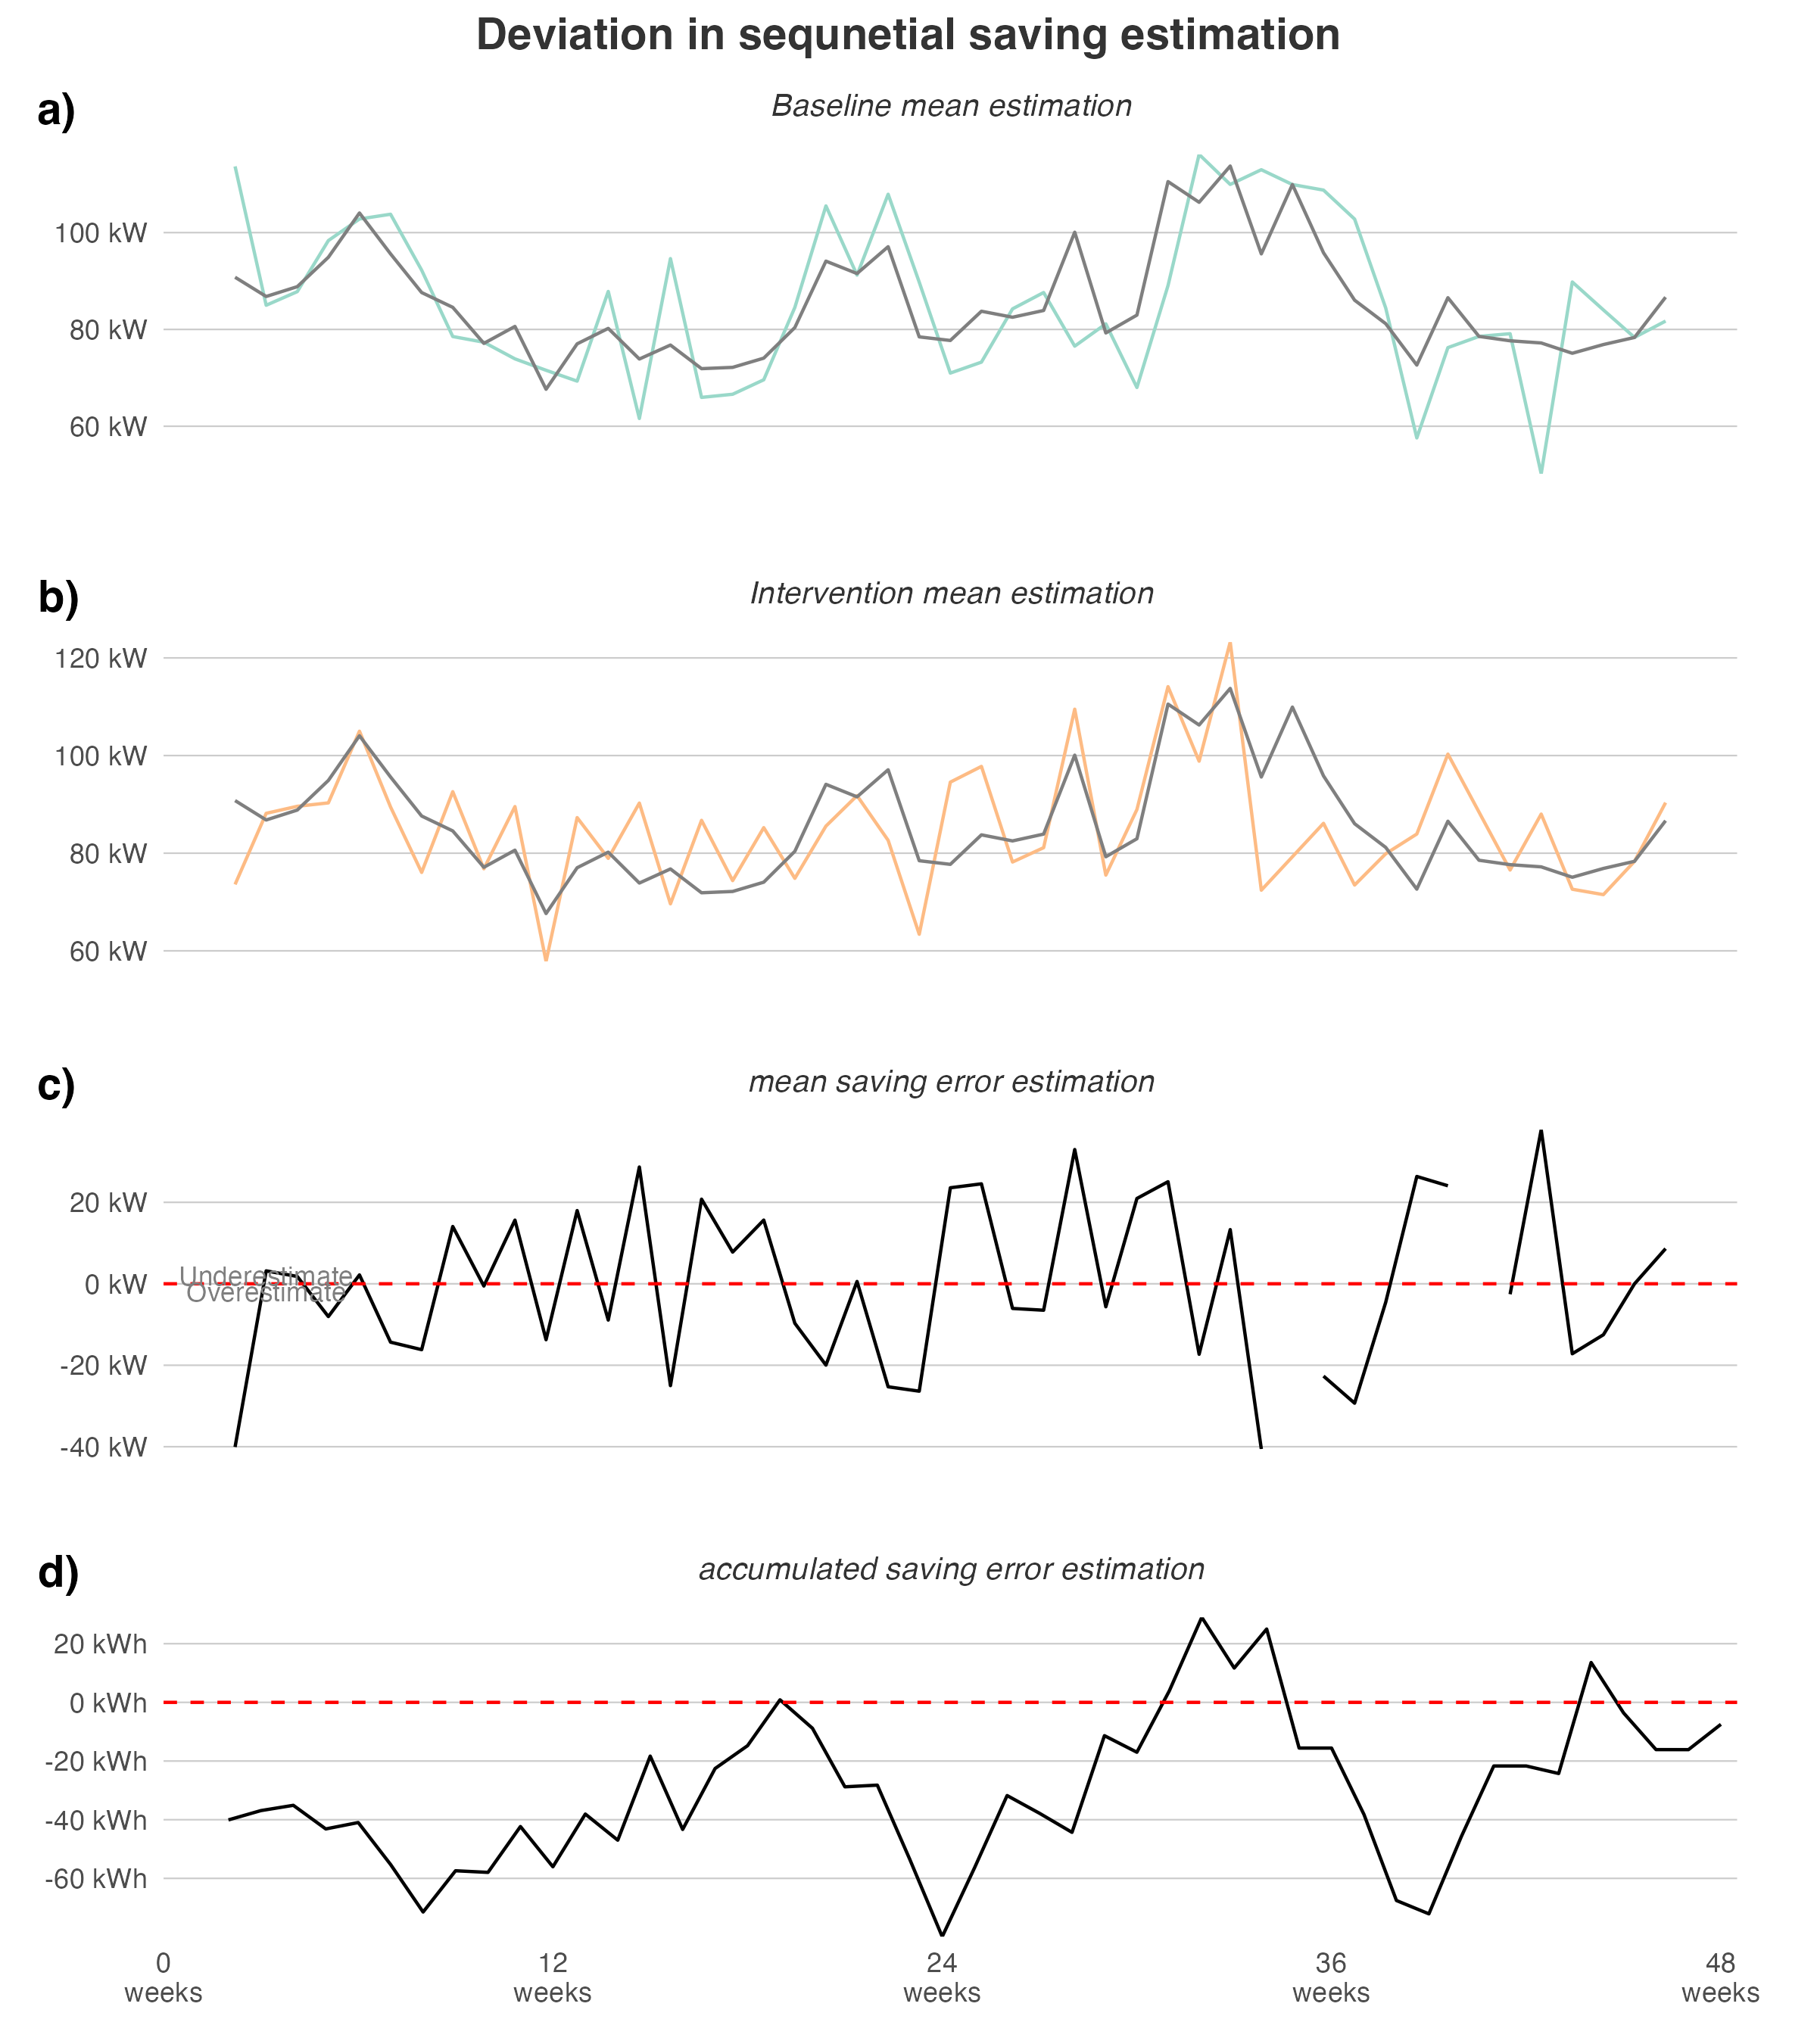 Deviation in sequnetial saving estimation
a)
Baseline mean estimation
100 kW
80 kW
60 kW
b)
Intervention mean estimation
120 kW
100 kW
80 kW
60 kW
c)
mean saving error estimation
20 kW
Underestimate
0 kW
Overestimate
-20 kW
-40 kW
d)
accumulated saving error estimation
20 kWh
0 kWh
-20 kWh
-40 kWh
-60 kWh
0 12 24 36 48
weeks weeks weeks weeks weeks